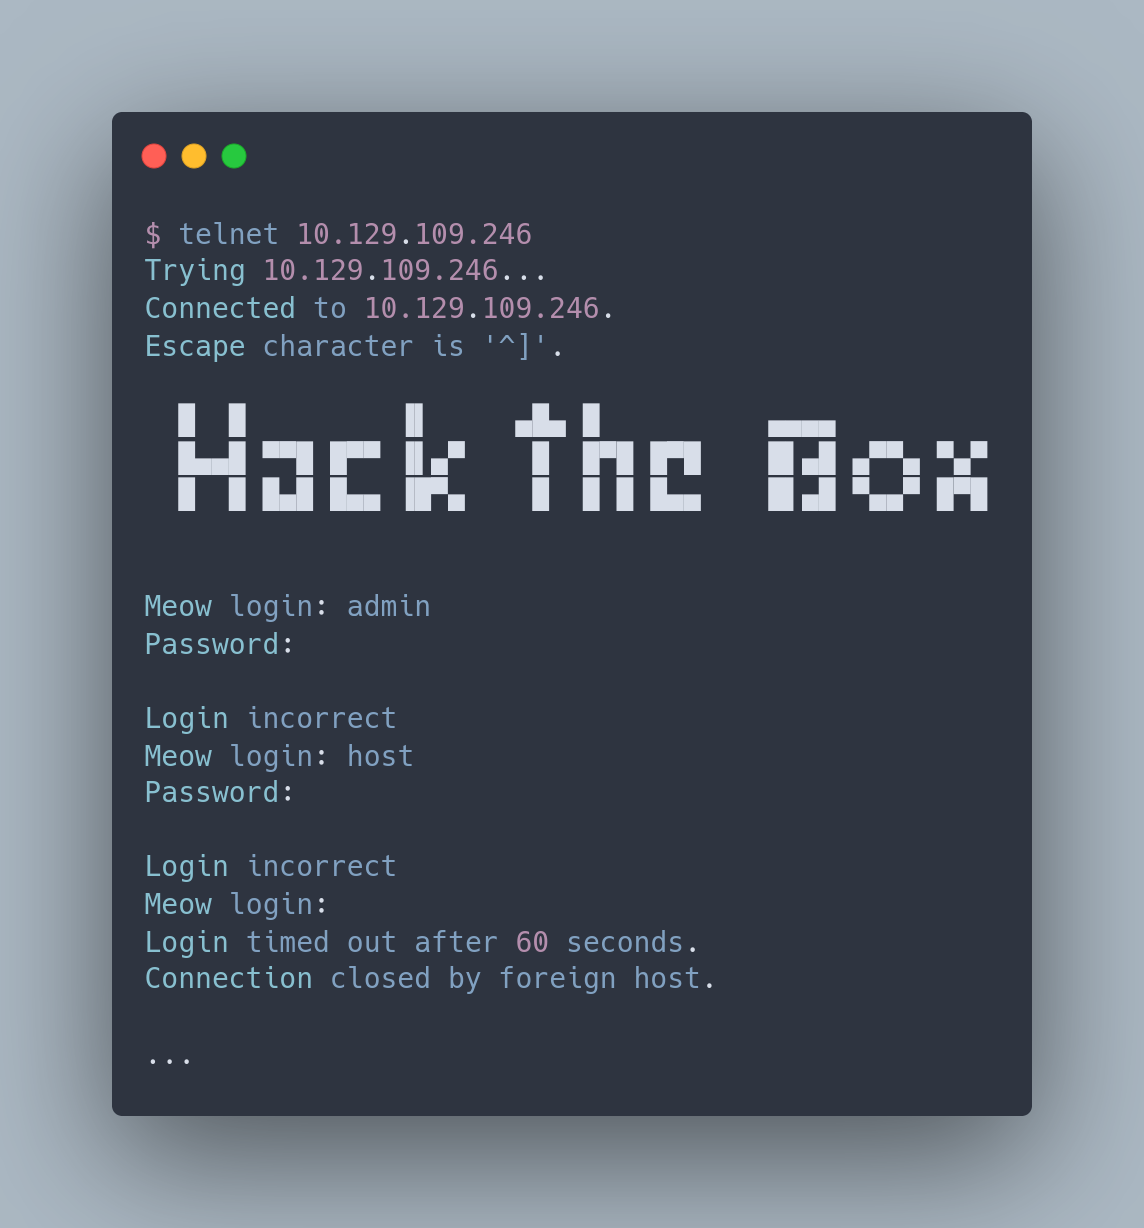 $ telnet 10.129.109.246
Trying 10.129.109.246...
Connected to 10.129.109.246.
Escape character is '^]'.
Hack The Box
Meow login: admin
Password:
Login incorrect
Meow login: host
Password:
Login incorrect
Meow login:
Login timed out after 60 seconds.
Connection closed by foreign host.
...